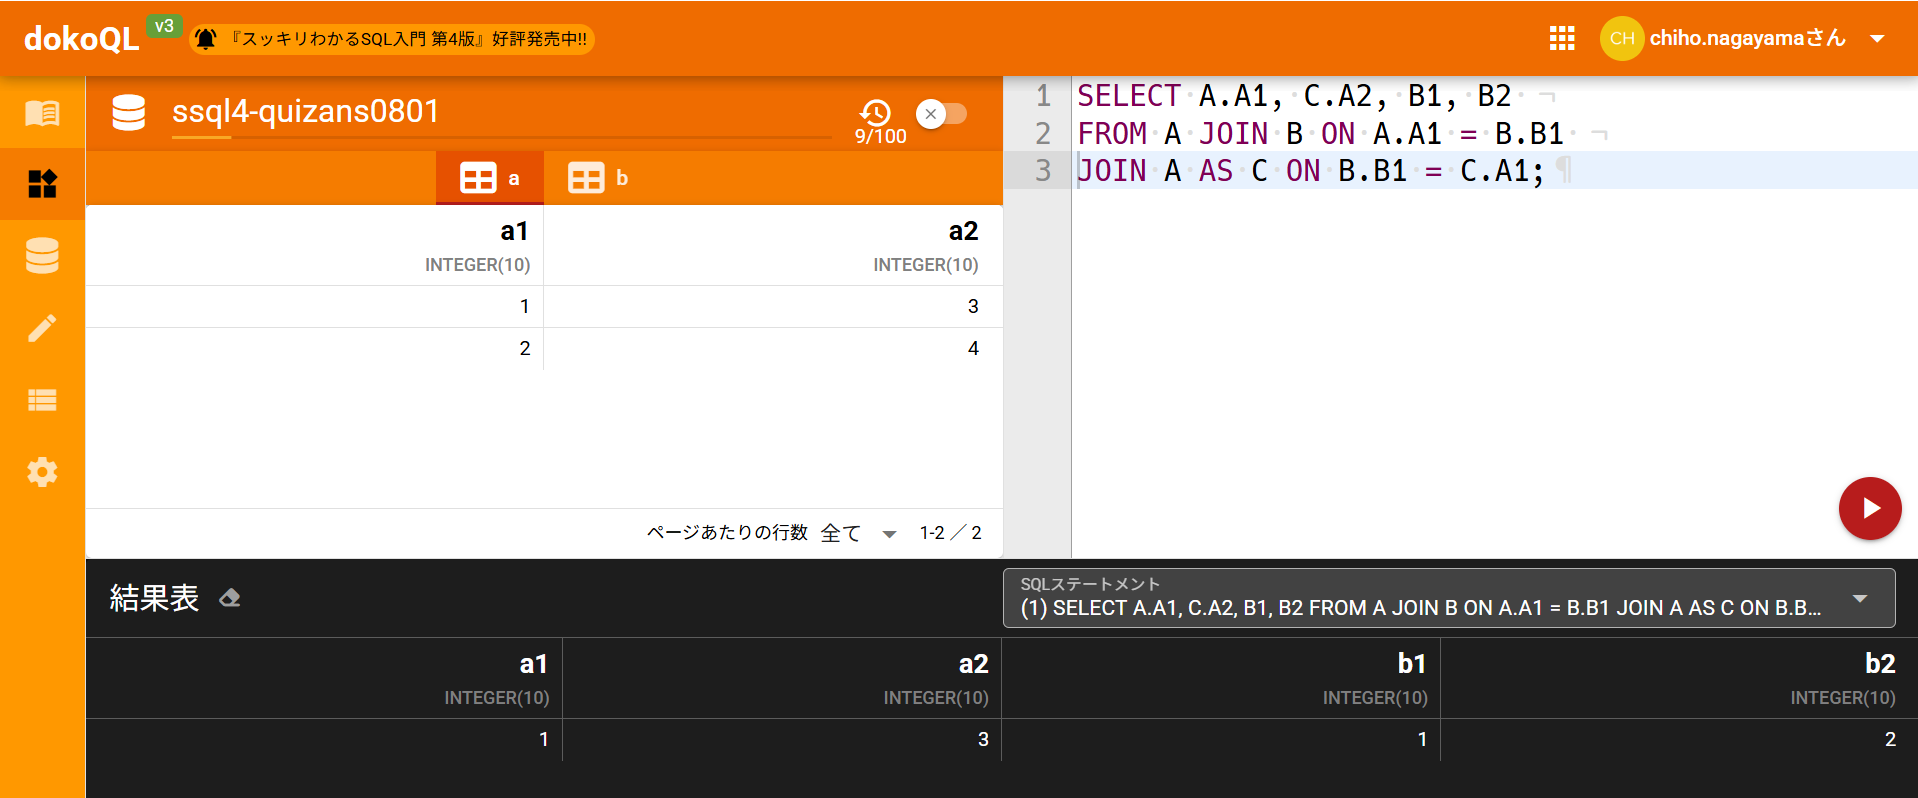 dokoQL v3 『スッキリわかるSQL入門 第4版』好評発売中!!
CH chiho.nagayamaさん
ssql4-quizans0801
9/100
a b
a1 a2
INTEGER(10) INTEGER(10)
1 3
2 4
ページあたりの行数 全て 1-2 ／ 2
1 SELECT A.A1, C.A2, B1, B2
2 FROM A JOIN B ON A.A1 = B.B1
3 JOIN A AS C ON B.B1 = C.A1;
結果表
SQLステートメント
(1) SELECT A.A1, C.A2, B1, B2 FROM A JOIN B ON A.A1 = B.B1 JOIN A AS C ON B.B...
a1 a2 b1 b2
INTEGER(10) INTEGER(10) INTEGER(10) INTEGER(10)
1 3 1 2